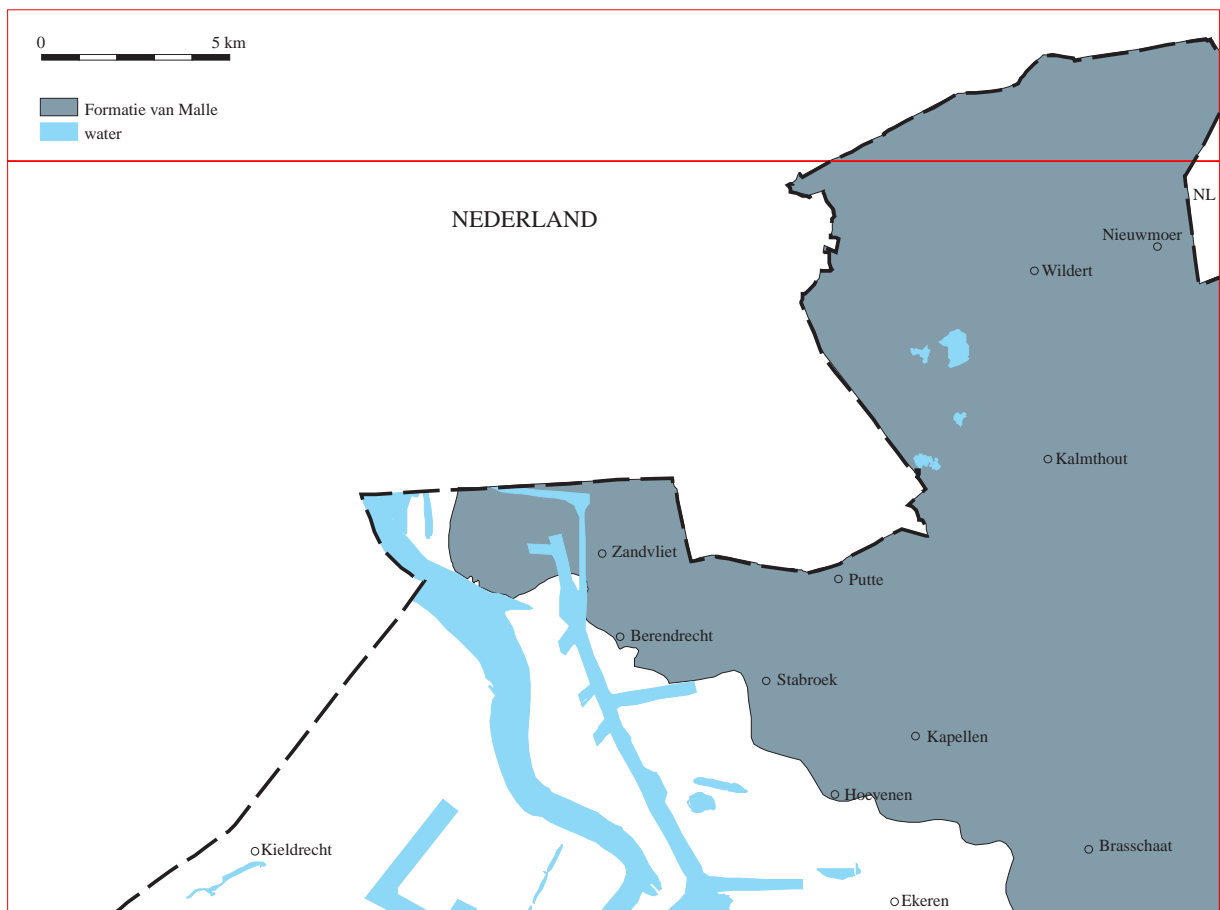 0 5 km
Formatie van Malle
water
NEDERLAND
NL
Nieuwmoer
Wildert
Kalmthout
Zandvliet
Putte
Berendrecht
Stabroek
Kapellen
Hoevenen
Brasschaat
Kieldrecht
Ekeren